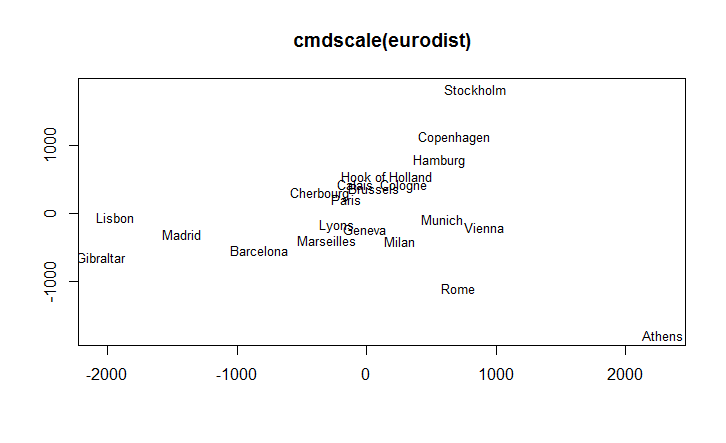 cmdscale(eurodist)
Stockholm
Copenhagen
Hamburg
Hook of Holland
Calais Cologne
Brussels
Cherbourg
Paris
Lisbon
Munich
Lyons
Vienna
Geneva
Madrid
Marseilles
Milan
Barcelona
Gibraltar
Rome
Athens
1000
0
-1000
-2000 -1000 0 1000 2000